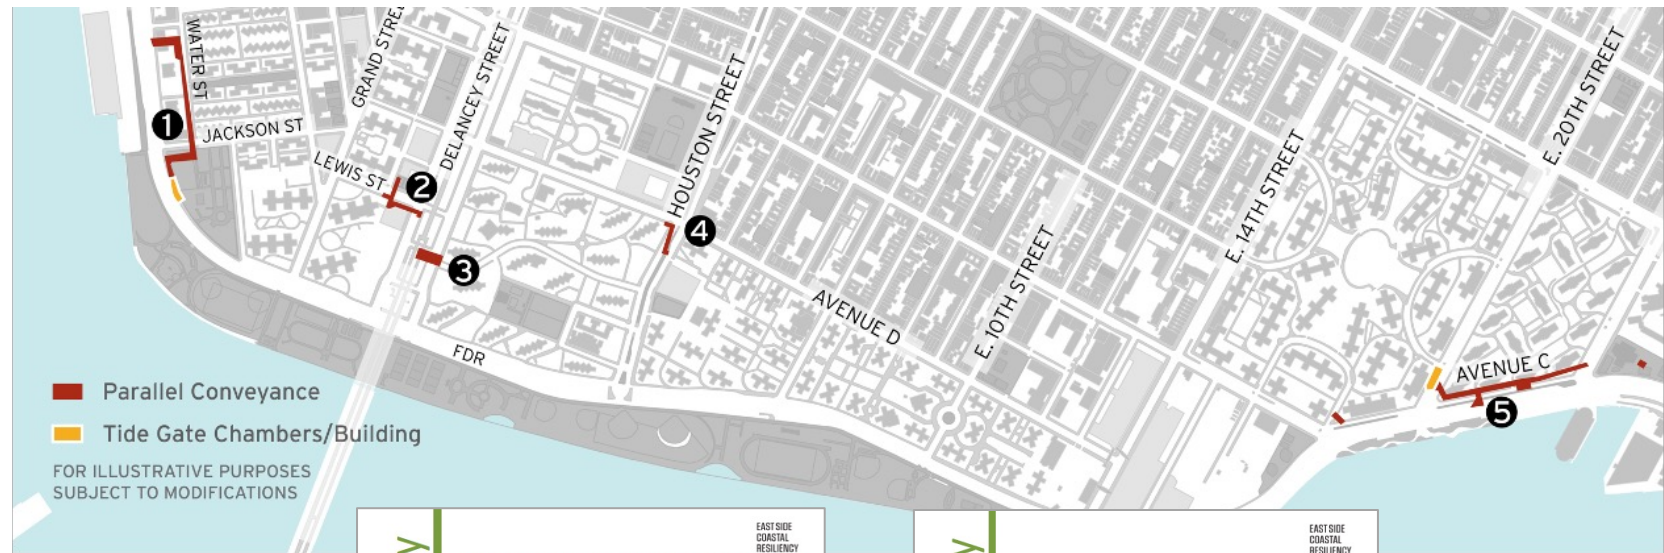 WATER ST
GRAND STREE
DELANCEY STREET
HOUSTON STREET
E. 20TH STREET
1
JACKSON ST
LEWIS ST
2
E. 14TH STREET
4
3
AVENUE D
E. 10TH STREET
FDR
AVENUE C
5
Parallel Conveyance
Tide Gate Chambers/Building
FOR ILLUSTRATIVE PURPOSES
SUBJECT TO MODIFICATIONS
y
EAST SIDE
COASTAL
RESILIENCY
y
EAST SIDE
COASTAL
RESILIENCY